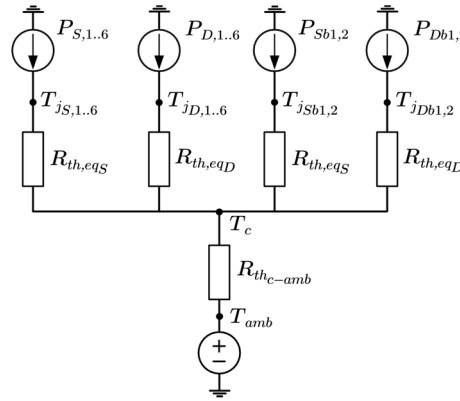 P_{S,1..6} P_{D,1..6} P_{Sb1,2} P_{Db1,
T_{j_{S,1..6}} T_{j_{D,1..6}} T_{j_{Sb1,2}} T_{j_{Db1,2}}
R_{th,eq_S} R_{th,eq_D} R_{th,eq_S} R_{th,eq_D}
T_c
R_{th_{c-amb}}
T_{amb}
+
−